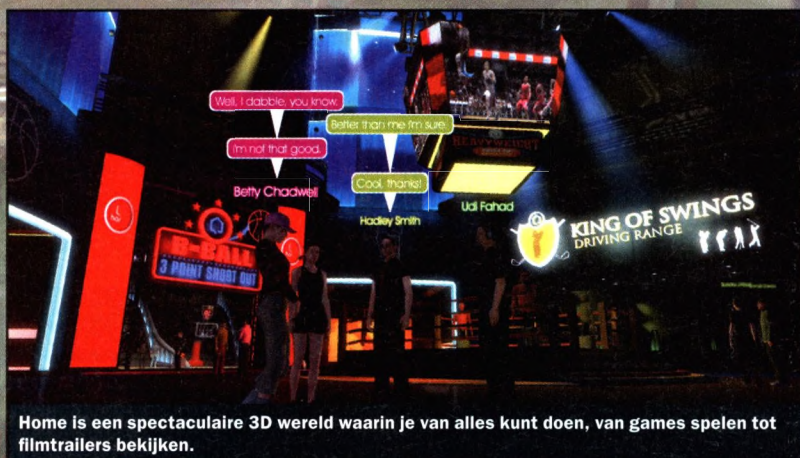 Well, I dabble, you know.
I'm not that good.
Betty Chadwell
Better than me I'm sure.
Cool, thanks!
Hadley Smith
Udi Fahad
HEAVYWEIGHT
B-BALL
3 POINT SHOOT OUT
KING OF SWINGS
DRIVING RANGE
Home is een spectaculaire 3D wereld waarin je van alles kunt doen, van games spelen tot
filmtrailers bekijken.